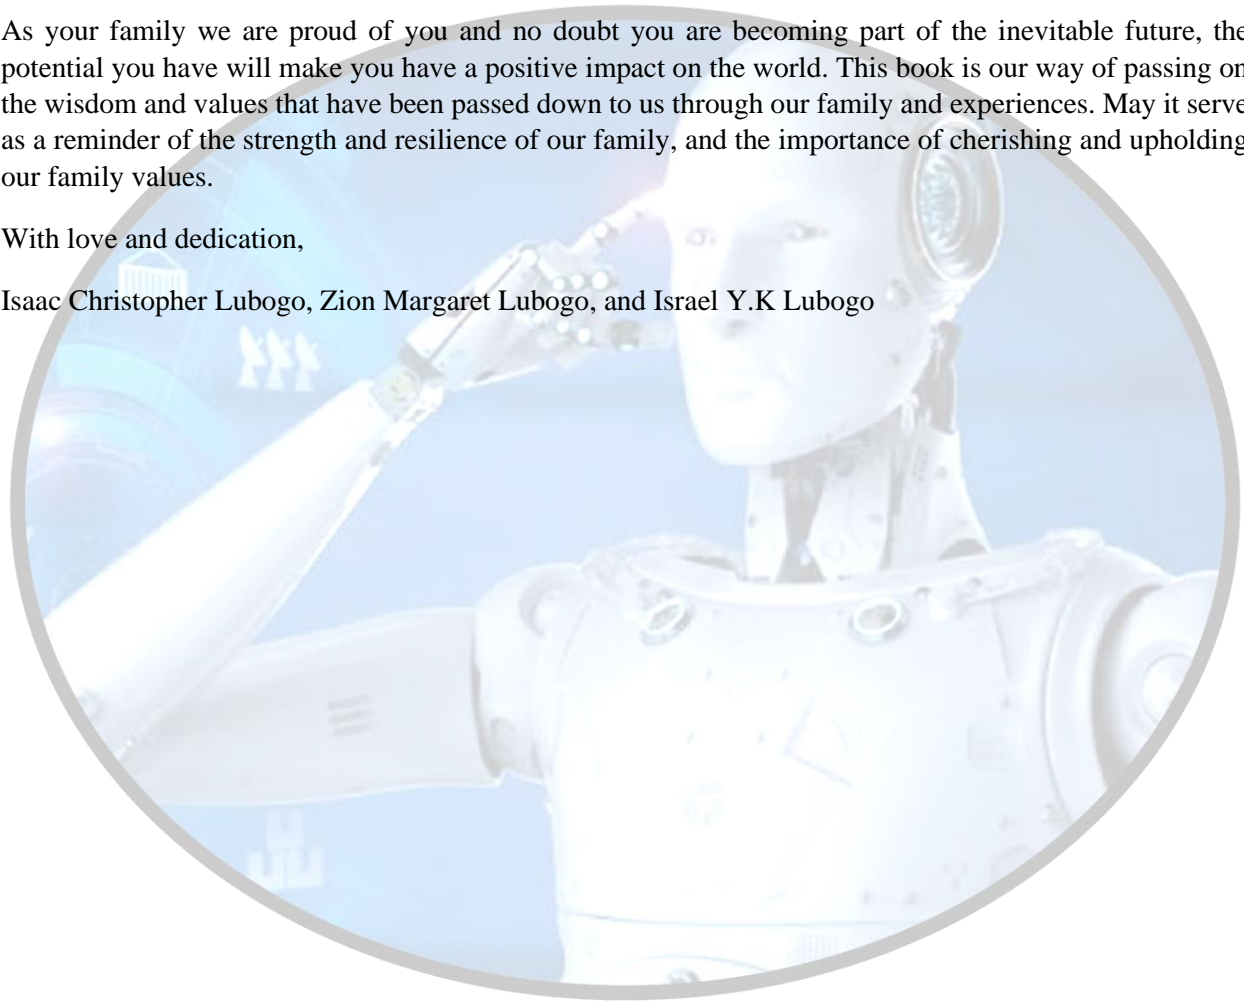 As your family we are proud of you and no doubt you are becoming part of the inevitable future, the
potential you have will make you have a positive impact on the world. This book is our way of passing on
the wisdom and values that have been passed down to us through our family and experiences. May it serve
as a reminder of the strength and resilience of our family, and the importance of cherishing and upholding
our family values.
With love and dedication,
Isaac Christopher Lubogo, Zion Margaret Lubogo, and Israel Y.K Lubogo